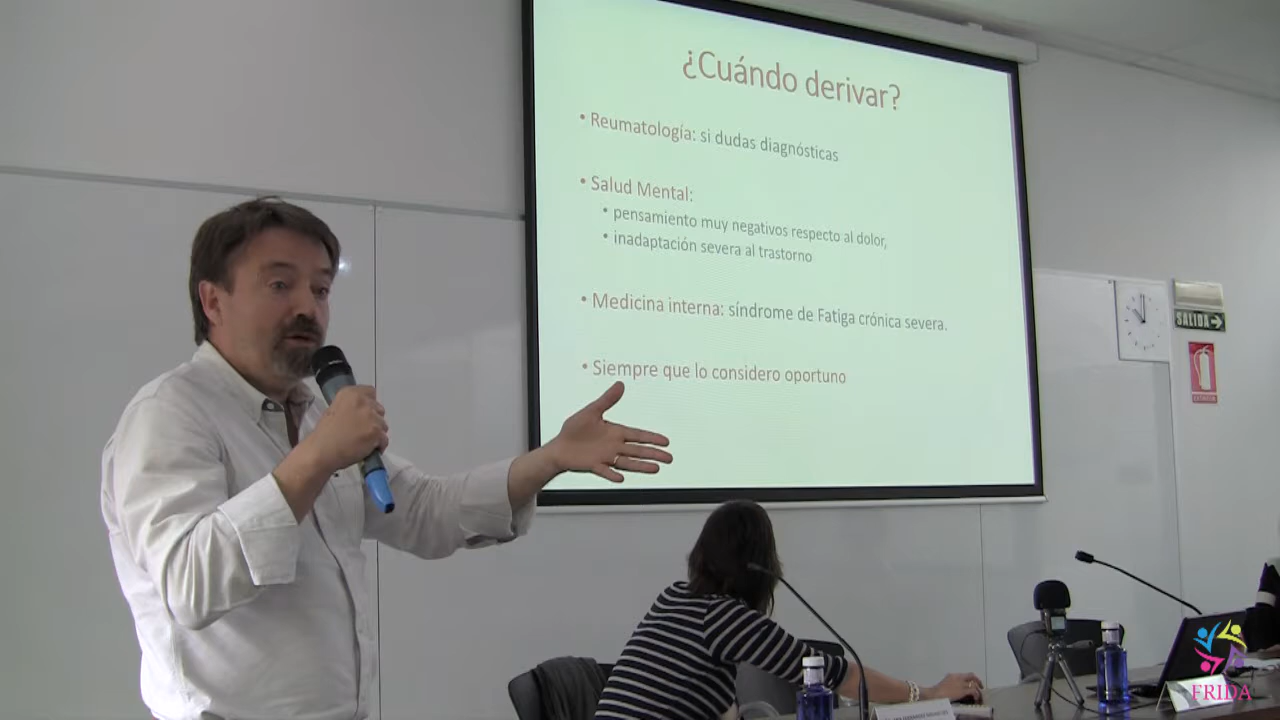 ¿Cuándo derivar?
• Reumatología: si dudas diagnósticas
• Salud Mental:
• pensamiento muy negativos respecto al dolor,
• inadaptación severa al trastorno
• Medicina interna: síndrome de Fatiga crónica severa.
• Siempre que lo considero oportuno
SALIDA
EXTINTOR
FRIDA